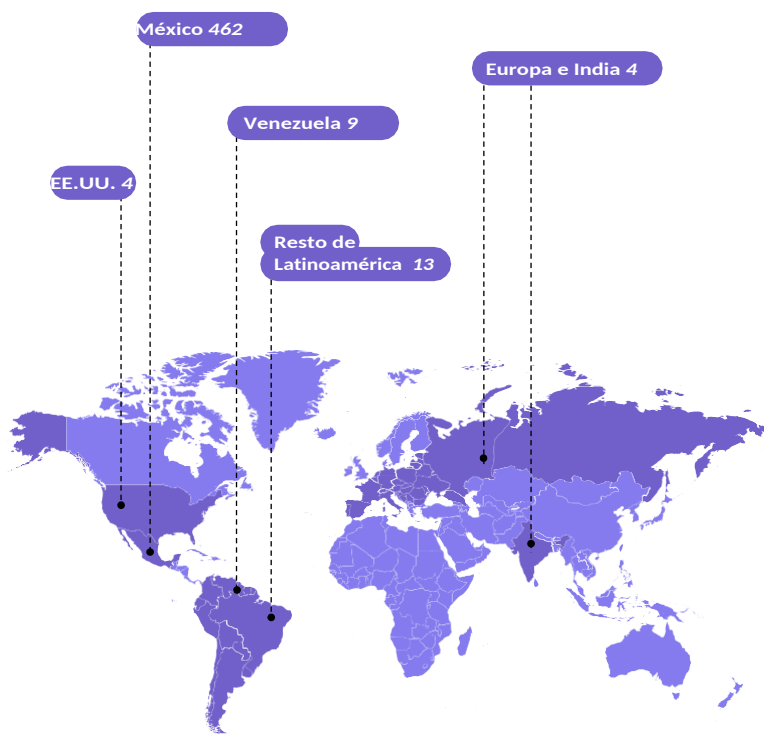 México 462
Europa e India 4
Venezuela 9
EE.UU. 4
Resto de
Latinoamérica 13